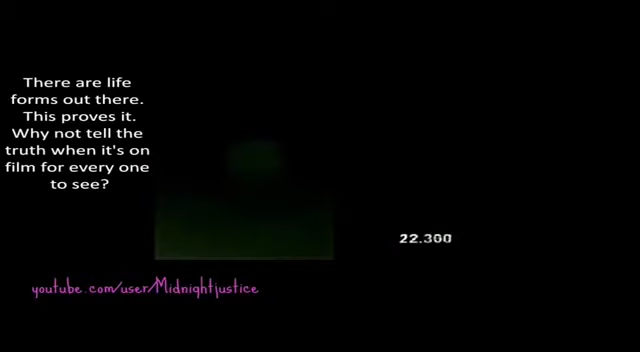 There are life
forms out there.
This proves it.
Why not tell the
truth when it's on
film for every one
to see?
22.300
youtube.com/user/Midnightjustice